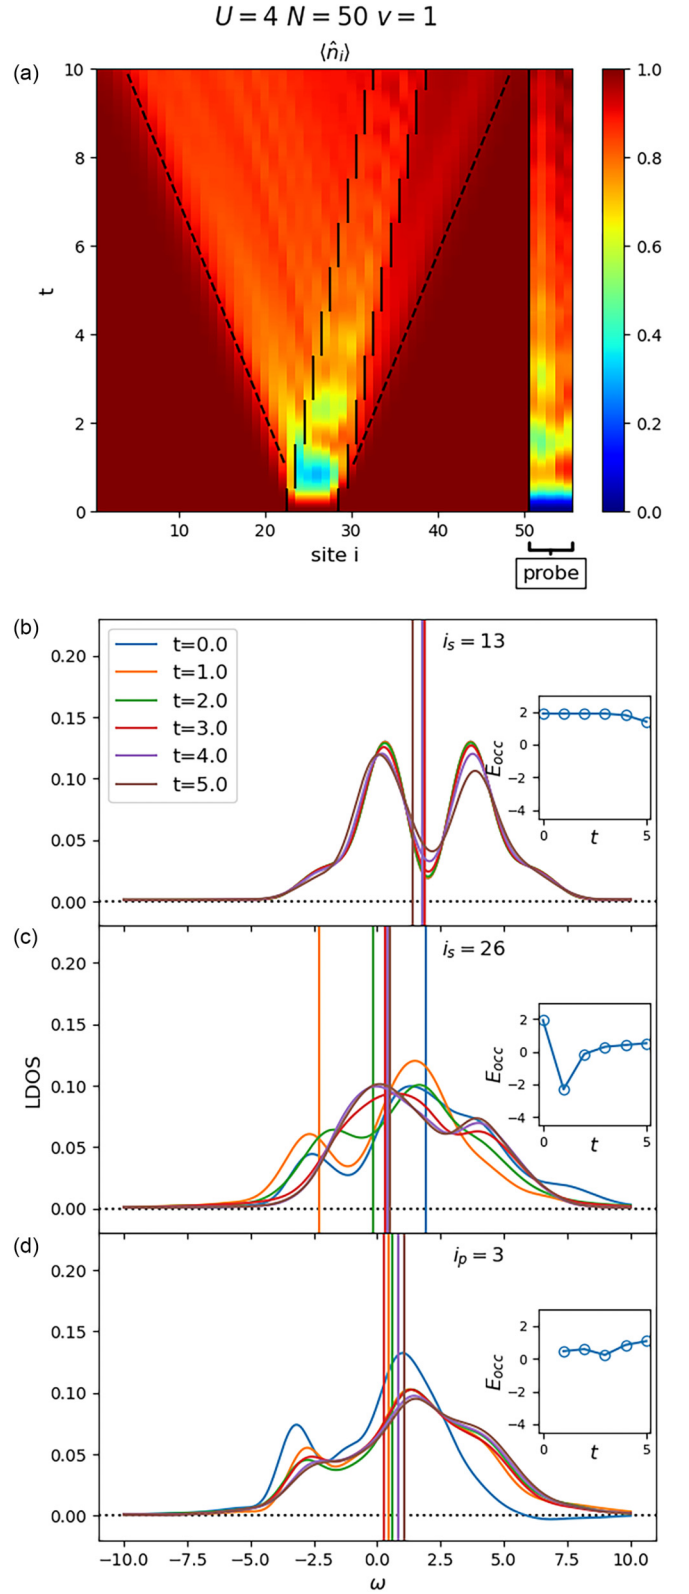 U = 4 N = 50 v = 1
⟨n̂ᵢ⟩
(a)
10
8
6
4
2
0
t
10 20 30 40 50
site i
probe
1.0
0.8
0.6
0.4
0.2
0.0
(b)
t=0.0
t=1.0
t=2.0
t=3.0
t=4.0
t=5.0
iₛ = 13
0.20
0.15
0.10
0.05
0.00
E_occ
2
0
−2
−4
0 5
t
(c)
iₛ = 26
0.20
0.15
0.10
0.05
0.00
LDOS
E_occ
2
0
−2
−4
0 5
t
(d)
iₚ = 3
0.20
0.15
0.10
0.05
0.00
E_occ
2
0
−2
−4
0 5
t
−10.0 −7.5 −5.0 −2.5 0.0 2.5 5.0 7.5 10.0
ω